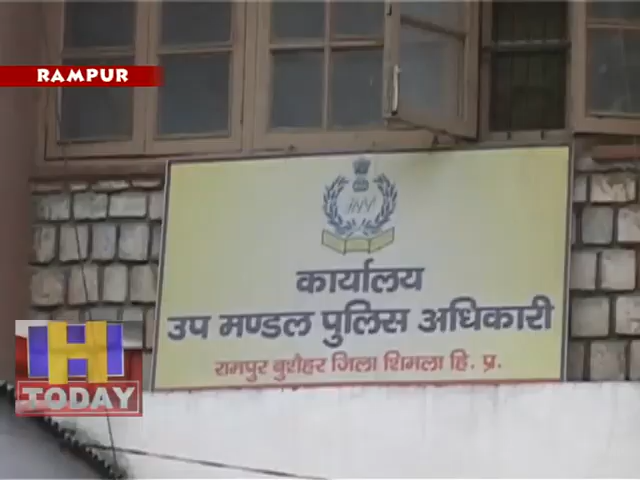 RAMPUR
कार्यालय
उप मण्डल पुलिस अधिकारी
रामपुर बुशैहर जिला शिमला हि. प्र.
H
TODAY